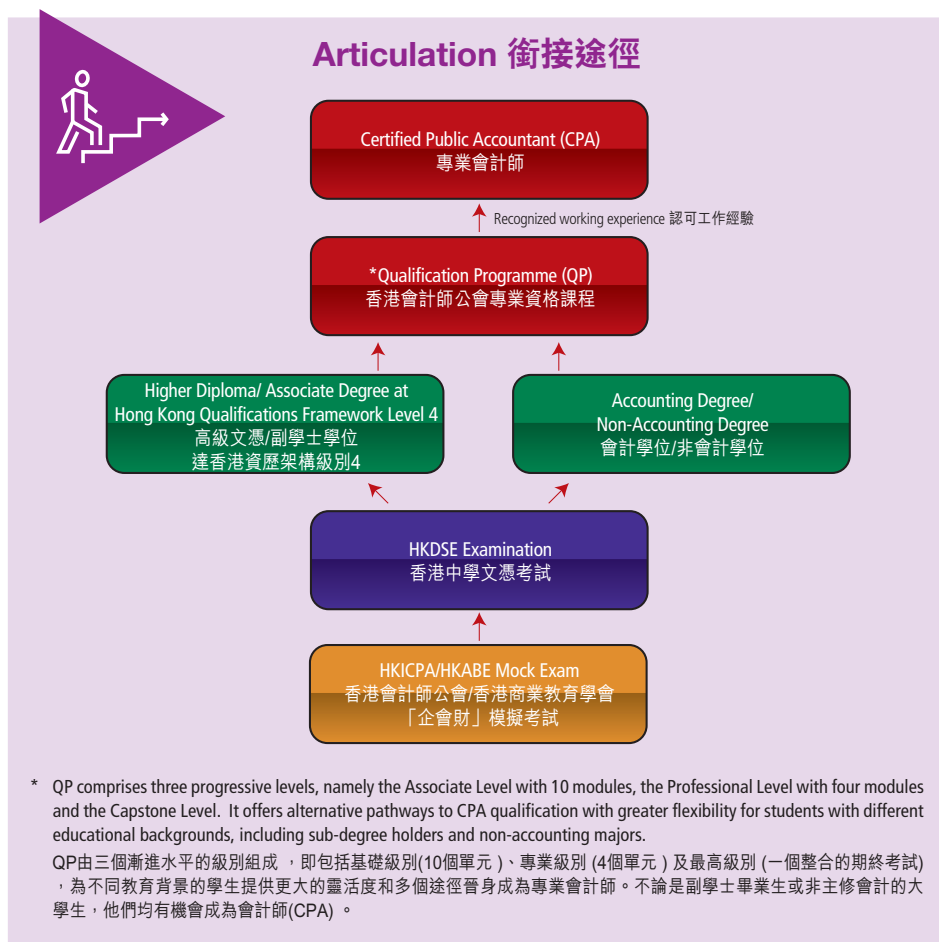 Articulation 銜接途徑
Certified Public Accountant (CPA)
專業會計師
Recognized working experience 認可工作經驗
*Qualification Programme (QP)
香港會計師公會專業資格課程
Higher Diploma/ Associate Degree at
Hong Kong Qualifications Framework Level 4
高級文憑/副學士學位
達香港資歷架構級別4
Accounting Degree/
Non-Accounting Degree
會計學位/非會計學位
HKDSE Examination
香港中學文憑考試
HKICPA/HKABE Mock Exam
香港會計師公會/香港商業教育學會
「企會財」模擬考試
* QP comprises three progressive levels, namely the Associate Level with 10 modules, the Professional Level with four modules
and the Capstone Level. It offers alternative pathways to CPA qualification with greater flexibility for students with different
educational backgrounds, including sub-degree holders and non-accounting majors.
QP由三個漸進水平的級別組成 ，即包括基礎級別(10個單元 )、專業級別 (4個單元 ) 及最高級別 (一個整合的期終考試)
，為不同教育背景的學生提供更大的靈活度和多個途徑晉身成為專業會計師。不論是副學士畢業生或非主修會計的大
學生，他們均有機會成為會計師(CPA) 。